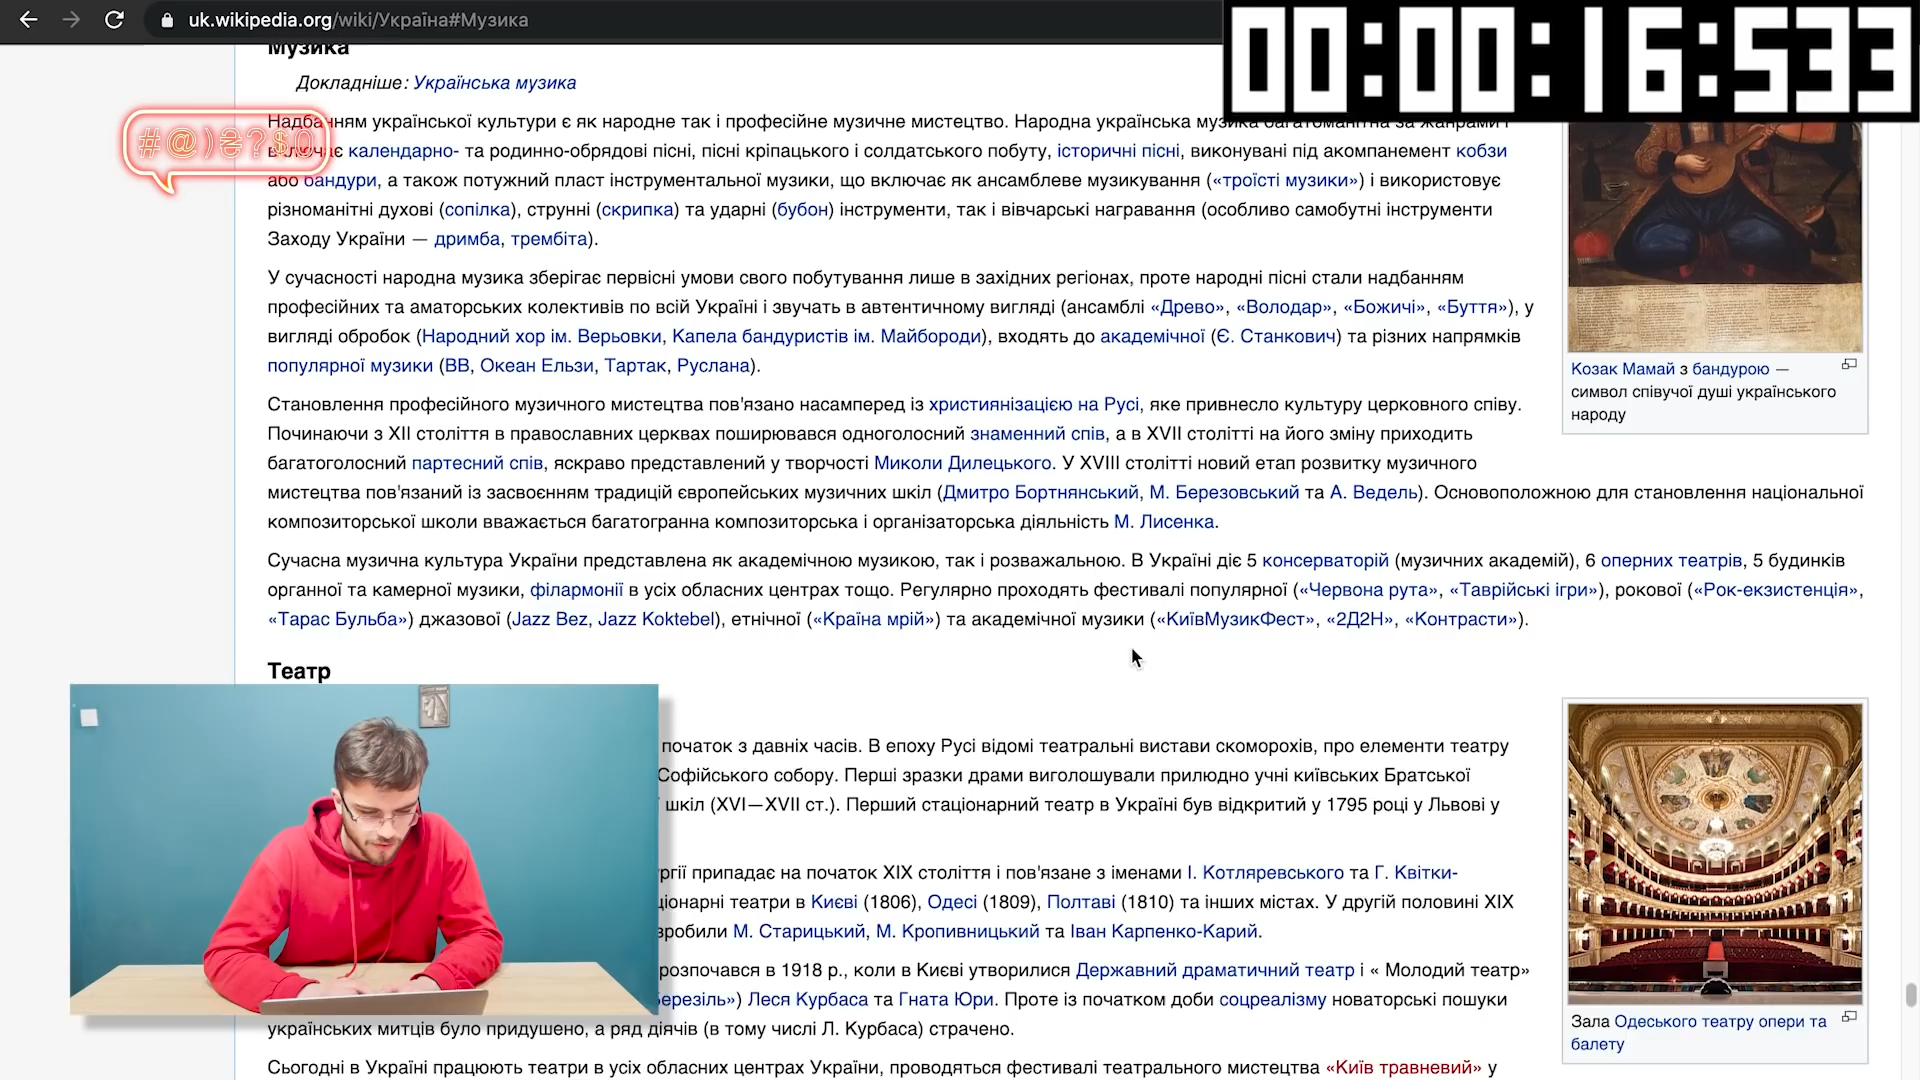 uk.wikipedia.org/wiki/Україна#Музика
00:00:16:533
Музика
Докладніше: Українська музика
#@)₴?$0
Надбанням української культури є як народне так і професійне музичне мистецтво. Народна українська музика багатоманітна за жанрами і
включає календарно- та родинно-обрядові пісні, пісні кріпацького і солдатського побуту, історичні пісні, виконувані під акомпанемент кобзи
або бандури, а також потужний пласт інструментальної музики, що включає як ансамблеве музикування («троїсті музики») і використовує
різноманітні духові (сопілка), струнні (скрипка) та ударні (бубон) інструменти, так і вівчарські награвання (особливо самобутні інструменти
Заходу України — дримба, трембіта).
У сучасності народна музика зберігає первісні умови свого побутування лише в західних регіонах, проте народні пісні стали надбанням
професійних та аматорських колективів по всій Україні і звучать в автентичному вигляді (ансамблі «Древо», «Володар», «Божичі», «Буття»), у
вигляді обробок (Народний хор ім. Верьовки, Капела бандуристів ім. Майбороди), входять до академічної (Є. Станкович) та різних напрямків
популярної музики (ВВ, Океан Ельзи, Тартак, Руслана).
Козак Мамай з бандурою —
символ співучої душі українського
народу
Становлення професійного музичного мистецтва пов'язано насамперед із християнізацією на Русі, яке привнесло культуру церковного співу.
Починаючи з XII століття в православних церквах поширювався одноголосний знаменний спів, а в XVII столітті на його зміну приходить
багатоголосний партесний спів, яскраво представлений у творчості Миколи Дилецького. У XVIII столітті новий етап розвитку музичного
мистецтва пов'язаний із засвоєнням традицій європейських музичних шкіл (Дмитро Бортнянський, М. Березовський та А. Ведель). Основоположною для становлення національної
композиторської школи вважається багатогранна композиторська і організаторська діяльність М. Лисенка.
Сучасна музична культура України представлена як академічною музикою, так і розважальною. В Україні діє 5 консерваторій (музичних академій), 6 оперних театрів, 5 будинків
органної та камерної музики, філармонії в усіх обласних центрах тощо. Регулярно проходять фестивалі популярної («Червона рута», «Таврійські ігри»), рокової («Рок-екзистенція»,
«Тарас Бульба») джазової (Jazz Bez, Jazz Koktebel), етнічної («Країна мрій») та академічної музики («КиївМузикФест», «2Д2Н», «Контрасти»).
Театр
початок з давніх часів. В епоху Русі відомі театральні вистави скоморохів, про елементи театру
Софійського собору. Перші зразки драми виголошували прилюдно учні київських Братської
шкіл (XVI—XVII ст.). Перший стаціонарний театр в Україні був відкритий у 1795 році у Львові у
ргії припадає на початок XIX століття і пов'язане з іменами І. Котляревського та Г. Квітки-
ціонарні театри в Києві (1806), Одесі (1809), Полтаві (1810) та інших містах. У другій половині XIX
зробили М. Старицький, М. Кропивницький та Іван Карпенко-Карий.
розпочався в 1918 р., коли в Києві утворилися Державний драматичний театр і « Молодий театр»
Березіль») Леся Курбаса та Гната Юри. Проте із початком доби соцреалізму новаторські пошуки
українських митців було придушено, а ряд діячів (в тому числі Л. Курбаса) страчено.
Зала Одеського театру опери та
балету
Сьогодні в Україні працюють театри в усіх обласних центрах України, проводяться фестивалі театрального мистецтва «Київ травневий» у